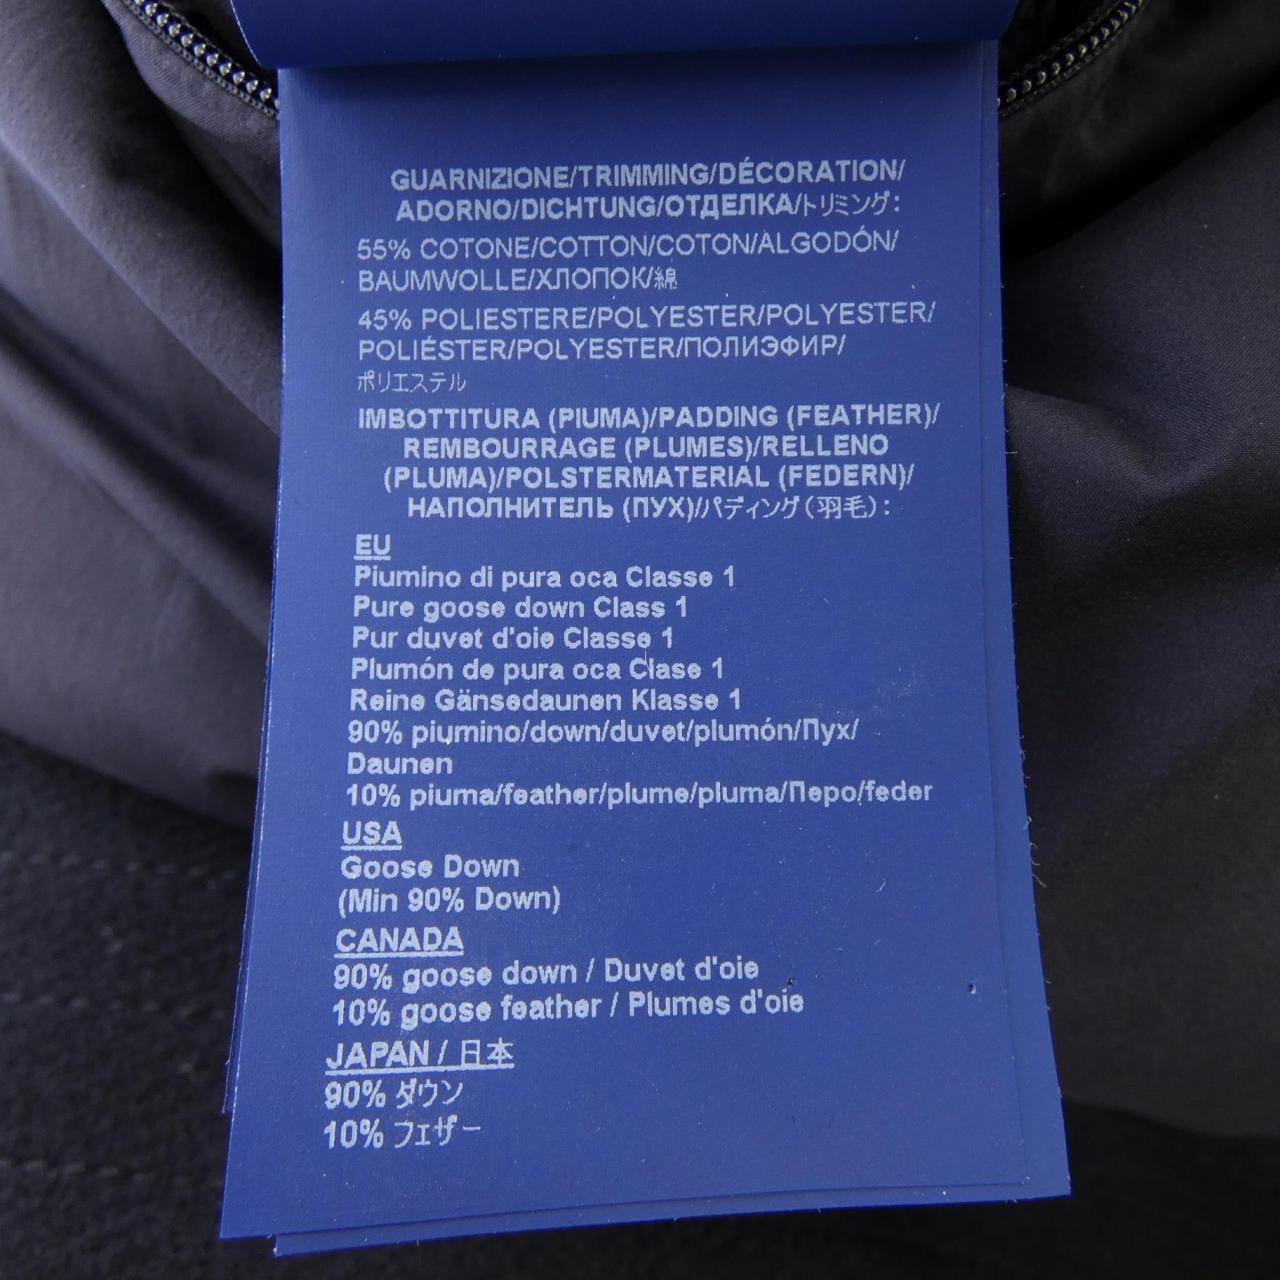 GUARNIZIONE/TRIMMING/DÉCORATION/
ADORNO/DICHTUNG/ОТДЕЛКА/トリミング:
55% COTONE/COTTON/COTON/ALGODÓN/
BAUMWOLLE/ХЛОПОК/綿
45% POLIESTERE/POLYESTER/POLYESTER/
POLIÉSTER/POLYESTER/ПОЛИЭФИР/
ポリエステル
IMBOTTITURA (PIUMA)/PADDING (FEATHER)/
REMBOURRAGE (PLUMES)/RELLENO
(PLUMA)/POLSTERMATERIAL (FEDERN)/
НАПОЛНИТЕЛЬ (ПУХ)/パディング(羽毛):
EU
Piumino di pura oca Classe 1
Pure goose down Class 1
Pur duvet d'oie Classe 1
Plumón de pura oca Clase 1
Reine Gänsedaunen Klasse 1
90% piumino/down/duvet/plumón/Пух/
Daunen
10% piuma/feather/plume/pluma/Перо/feder
USA
Goose Down
(Min 90% Down)
CANADA
90% goose down / Duvet d'oie
10% goose feather / Plumes d'oie
JAPAN / 日本
90% ダウン
10% フェザー